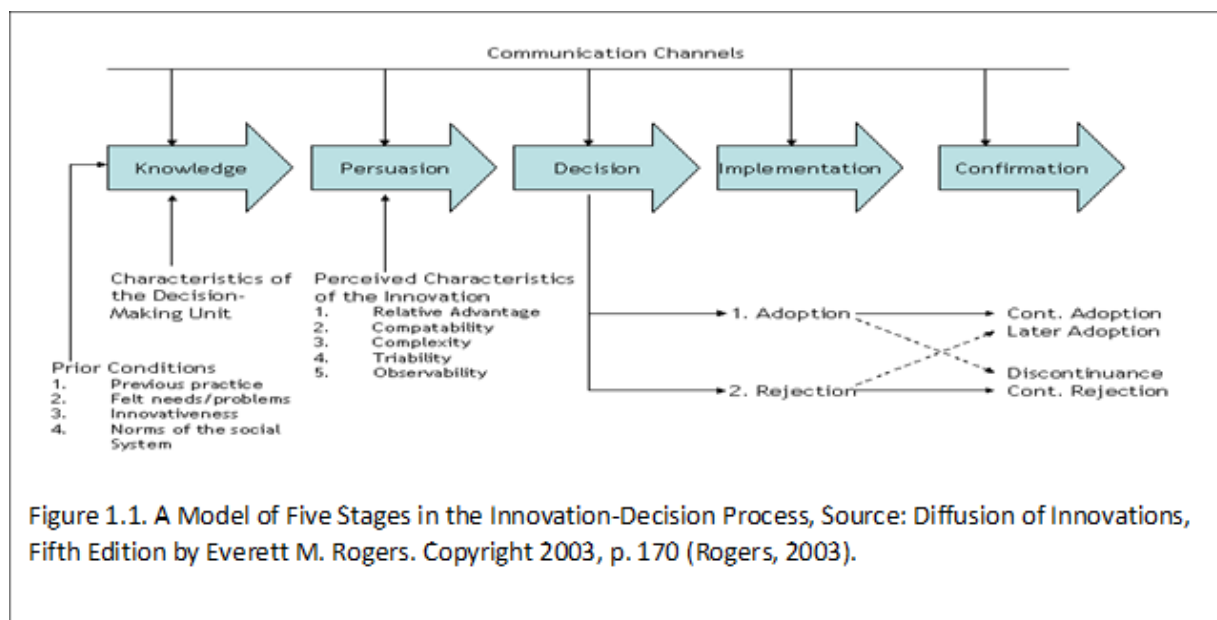 Communication Channels
Knowledge
Persuasion
Decision
Implementation
Confirmation
Characteristics of
the Decision-
Making Unit
Perceived Characteristics
of the Innovation
1. Relative Advantage
2. Compatability
3. Complexity
4. Triability
5. Observability
Prior Conditions
1. Previous practice
2. Felt needs/problems
3. Innovativeness
4. Norms of the social
System
1. Adoption
2. Rejection
Cont. Adoption
Later Adoption
Discontinuance
Cont. Rejection
Figure 1.1. A Model of Five Stages in the Innovation-Decision Process, Source: Diffusion of Innovations,
Fifth Edition by Everett M. Rogers. Copyright 2003, p. 170 (Rogers, 2003).